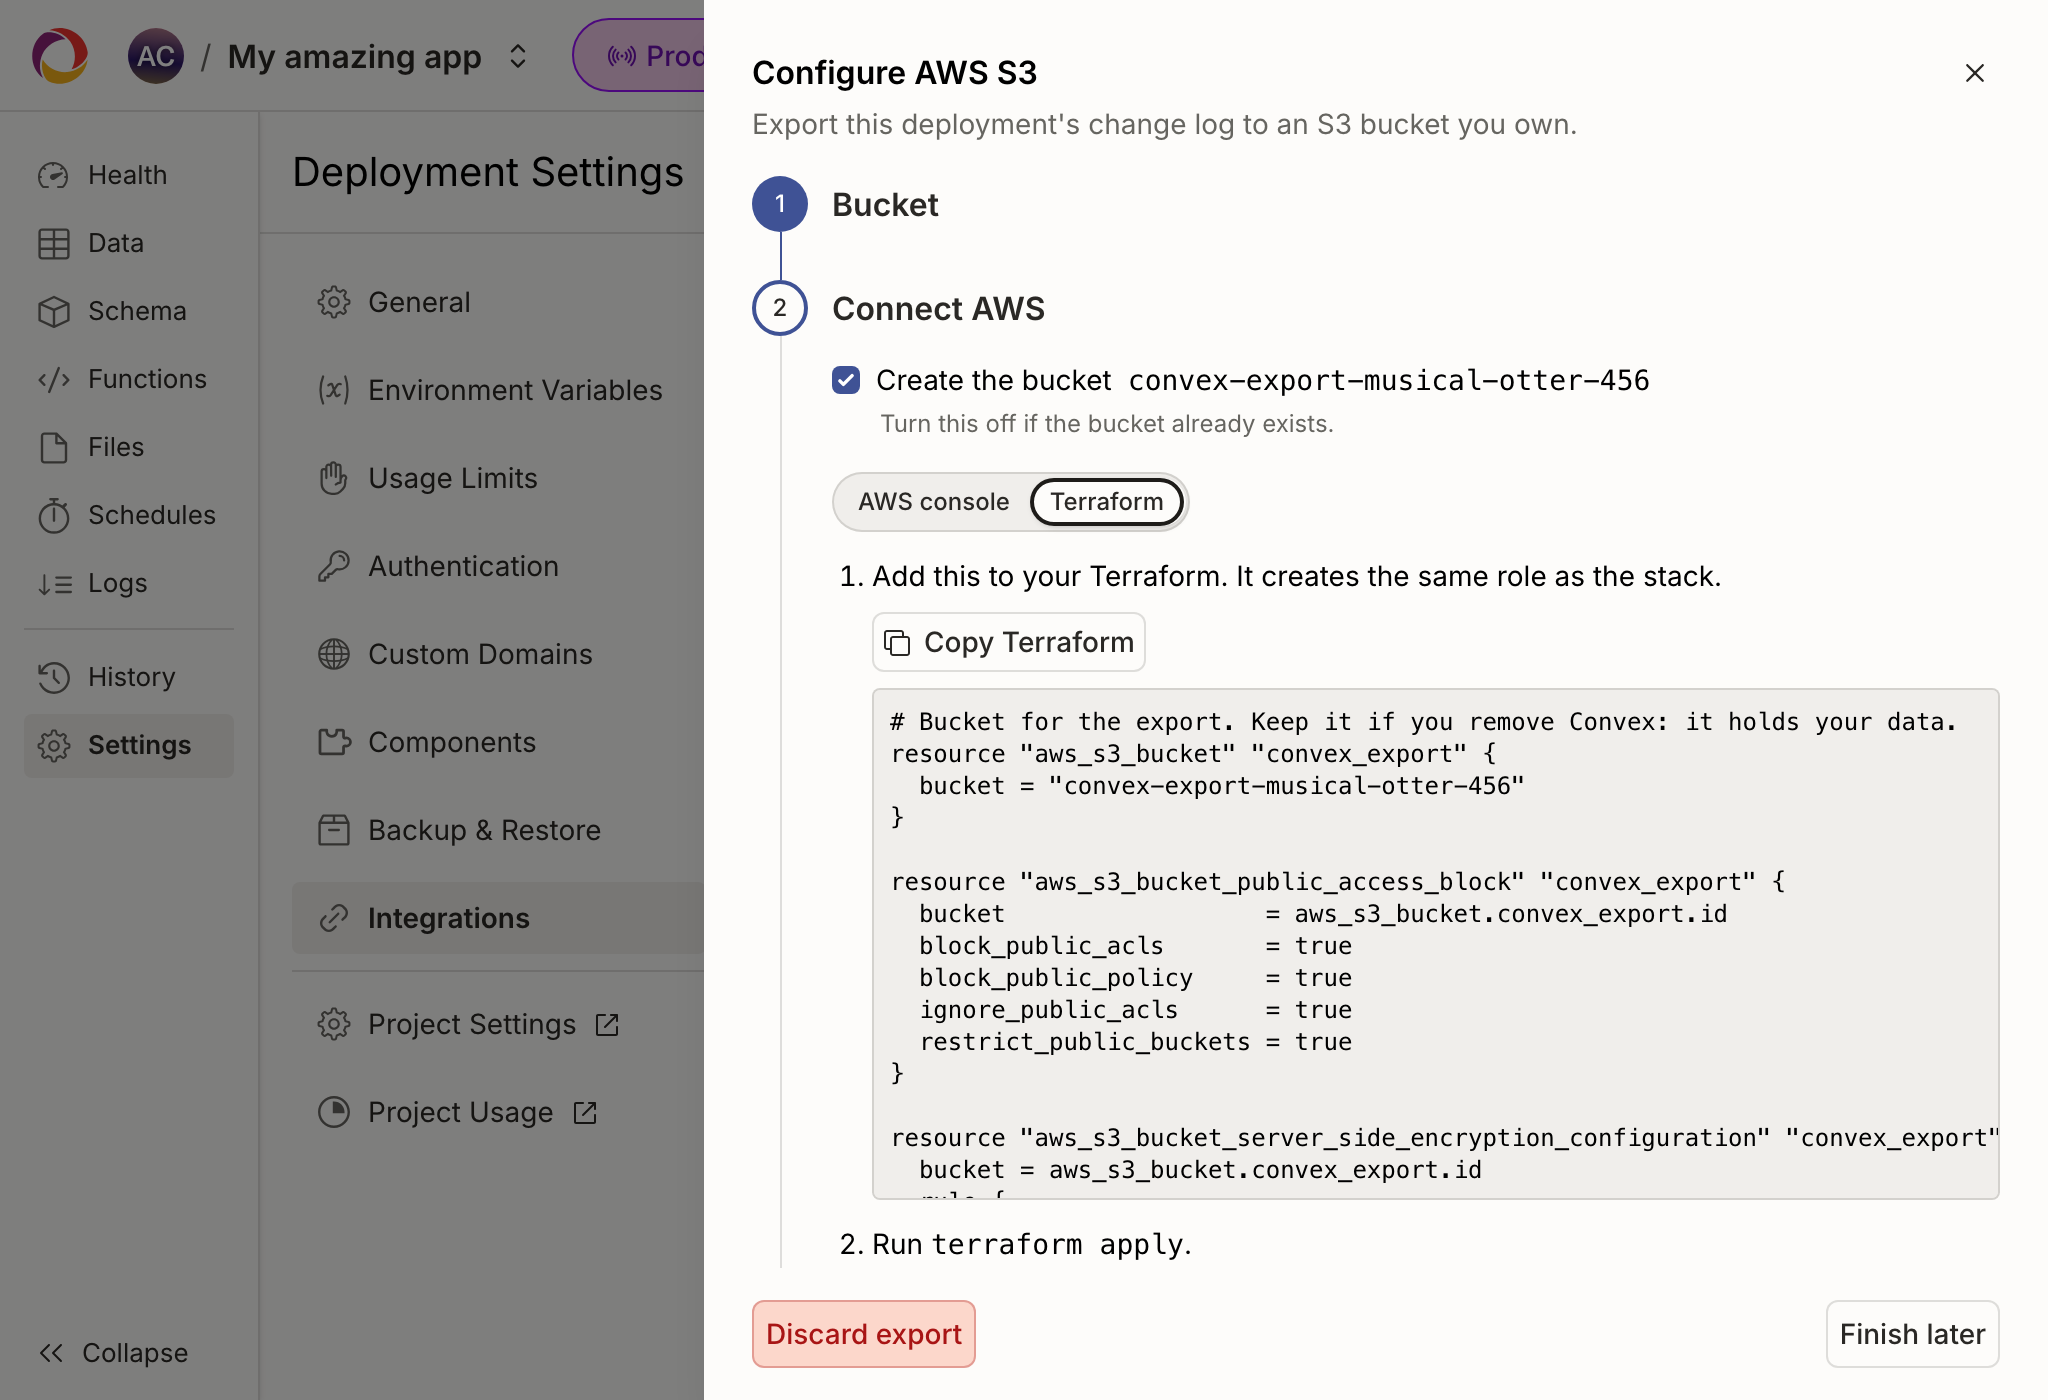 AC / My amazing app
Health
Data
Schema
Functions
Files
Schedules
Logs
History
Settings
Collapse
Deployment Settings
General
Environment Variables
Usage Limits
Authentication
Custom Domains
Components
Backup & Restore
Integrations
Project Settings
Project Usage
Configure AWS S3
Export this deployment's change log to an S3 bucket you own.
1 Bucket
2 Connect AWS
Create the bucket convex-export-musical-otter-456
Turn this off if the bucket already exists.
AWS console Terraform
1. Add this to your Terraform. It creates the same role as the stack.
Copy Terraform
# Bucket for the export. Keep it if you remove Convex: it holds your data.
resource "aws_s3_bucket" "convex_export" {
  bucket = "convex-export-musical-otter-456"
}
resource "aws_s3_bucket_public_access_block" "convex_export" {
  bucket                  = aws_s3_bucket.convex_export.id
  block_public_acls       = true
  block_public_policy     = true
  ignore_public_acls      = true
  restrict_public_buckets = true
}
resource "aws_s3_bucket_server_side_encryption_configuration" "convex_export"
  bucket = aws_s3_bucket.convex_export.id
2. Run terraform apply.
Discard export
Finish later